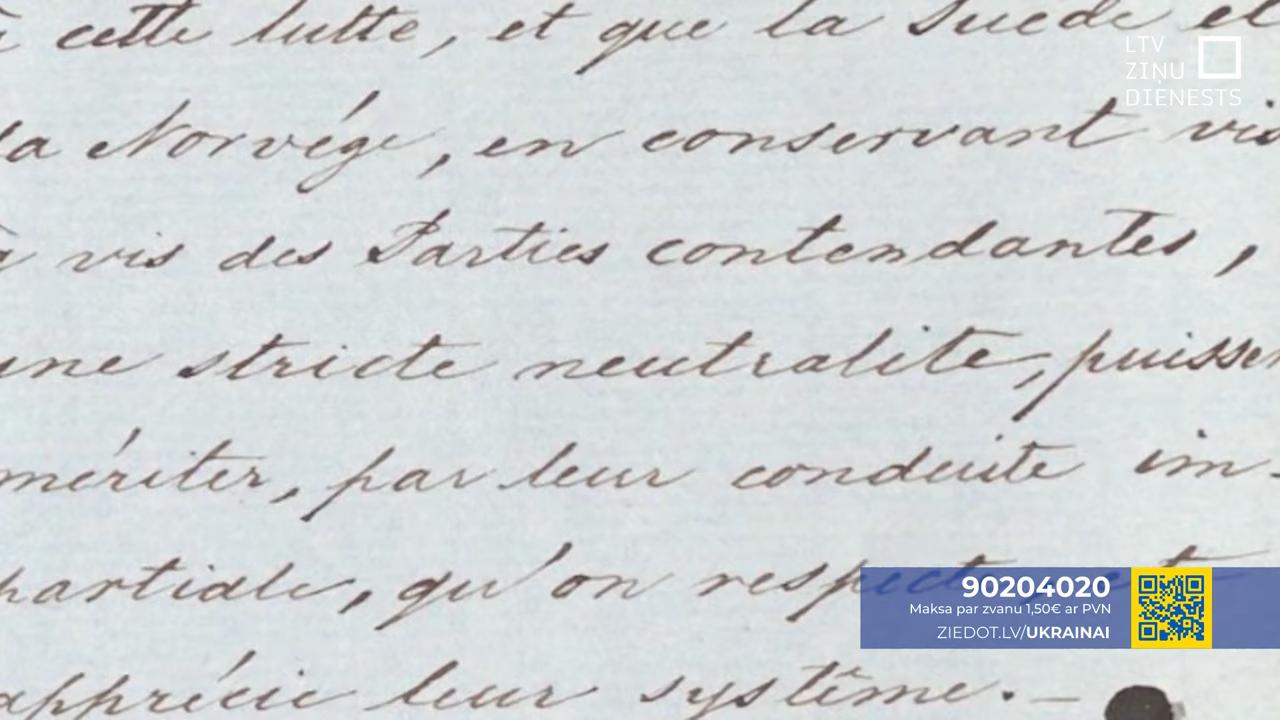 à cette lutte, et que la Suède et
la Norvége, en conservant vis
à vis des Parties contendantes,
une stricte neutralité, puissen
mériter, par leur conduite im-
partiale, qu'on respecte et
apprécie leur système.—
LTV
ZIŅU
DIENESTS
90204020
Maksa par zvanu 1,50€ ar PVN
ZIEDOT.LV/UKRAINAI